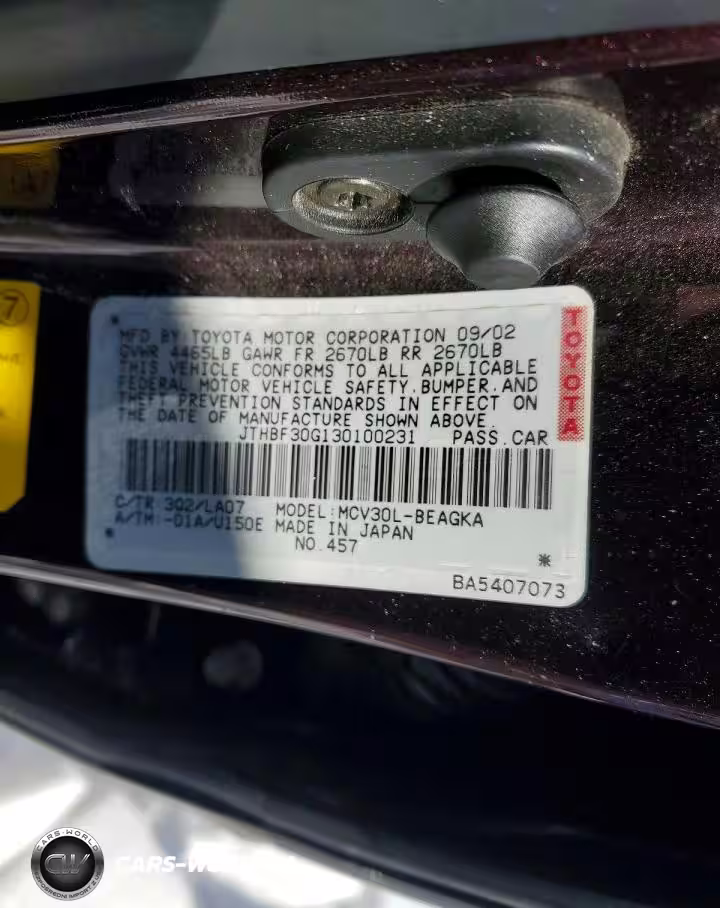 7
MFD BY:TOYOTA MOTOR CORPORATION 09/02
GVWR 4465LB GAWR FR 2670LB RR 2670LB
THIS VEHICLE CONFORMS TO ALL APPLICABLE
FEDERAL MOTOR VEHICLE SAFETY,BUMPER,AND
THEFT PREVENTION STANDARDS IN EFFECT ON
THE DATE OF MANUFACTURE SHOWN ABOVE.
JTHBF30G130100231 PASS.CAR
TOYOTA
C/TR:3Q2/LA07 MODEL:MCV30L-BEAGKA
A/TM:-01A/U150E MADE IN JAPAN
NO.457
BA5407073
CARS-WORLD
CW